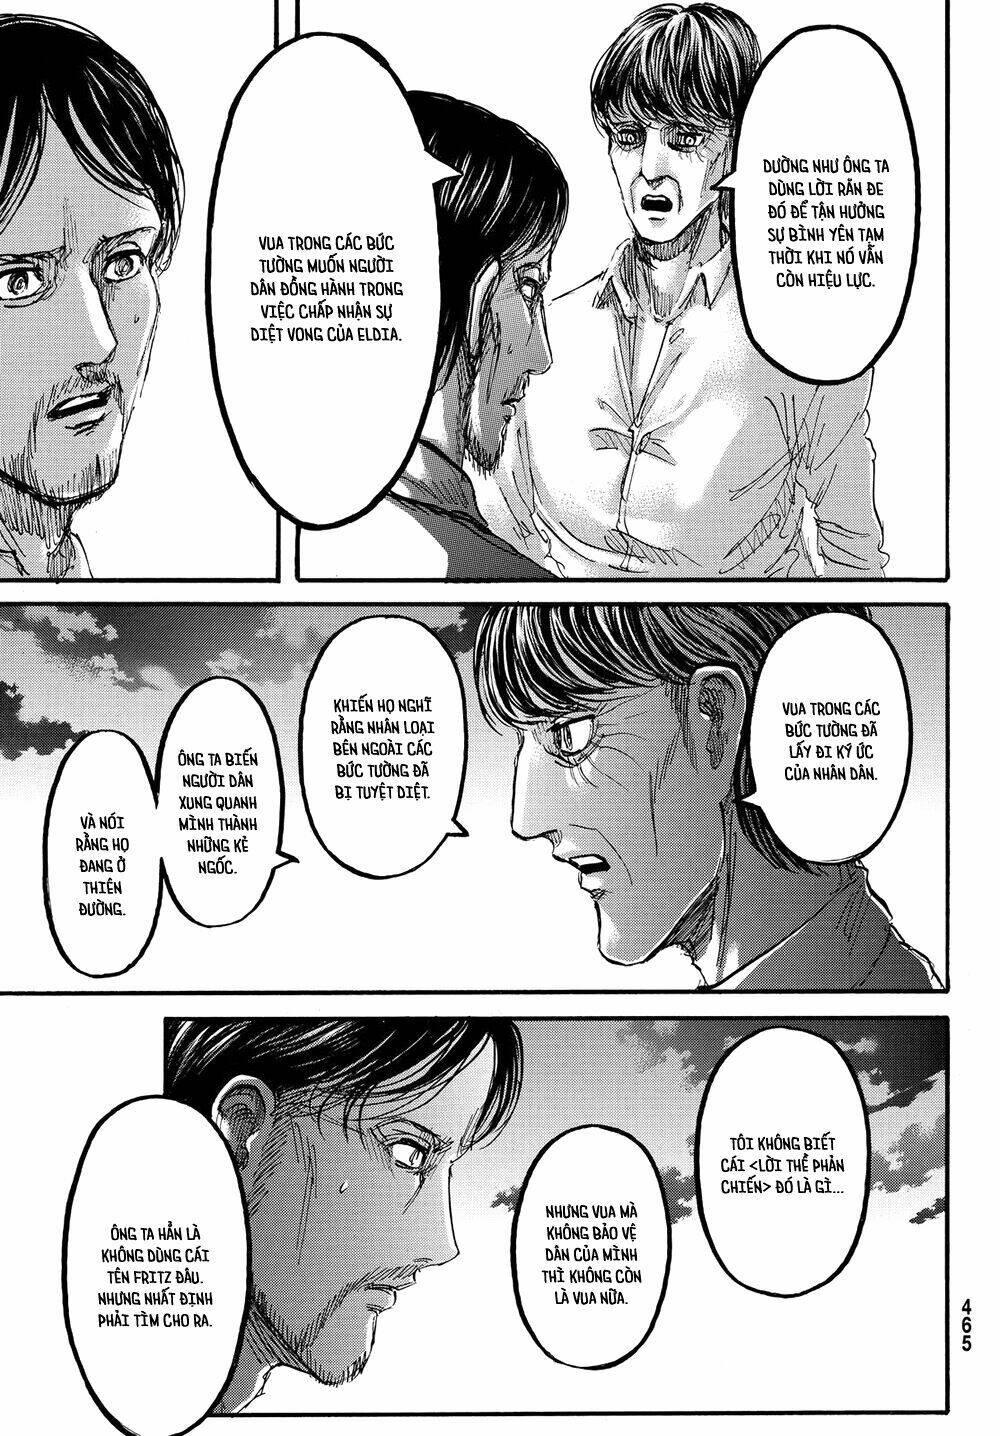 DƯỜNG NHƯ ÔNG TA
DÙNG LỜI RĂN ĐE
ĐÓ ĐỂ TẬN HƯỞNG
SỰ BÌNH YÊN TẠM
THỜI KHI NÓ VẪN
CÒN HIỆU LỰC.
VUA TRONG CÁC BỨC
TƯỜNG MUỐN NGƯỜI
DÂN ĐỒNG HÀNH TRONG
VIỆC CHẤP NHẬN SỰ
DIỆT VONG CỦA ELDIA.
VUA TRONG CÁC
BỨC TƯỜNG ĐÃ
LẤY ĐI KÝ ỨC
CỦA NHÂN DÂN.
KHIẾN HỌ NGHĨ
RẰNG NHÂN LOẠI
BÊN NGOÀI CÁC
BỨC TƯỜNG ĐÃ
BỊ TUYỆT DIỆT.
ÔNG TA BIẾN
NGƯỜI DÂN
XUNG QUANH
MÌNH THÀNH
NHỮNG KẺ
NGỐC.
VÀ NÓI
RẰNG HỌ
ĐANG Ở
THIÊN
ĐƯỜNG.
TÔI KHÔNG BIẾT
CÁI <LỜI THỀ PHẢN
CHIẾN> ĐÓ LÀ GÌ...
NHƯNG VUA MÀ
KHÔNG BẢO VỆ
DÂN CỦA MÌNH
THÌ KHÔNG CÒN
LÀ VUA NỮA.
ÔNG TA HẲN LÀ
KHÔNG DÙNG CÁI
TÊN FRITZ ĐÂU.
NHƯNG NHẤT ĐỊNH
PHẢI TÌM CHO RA.
465